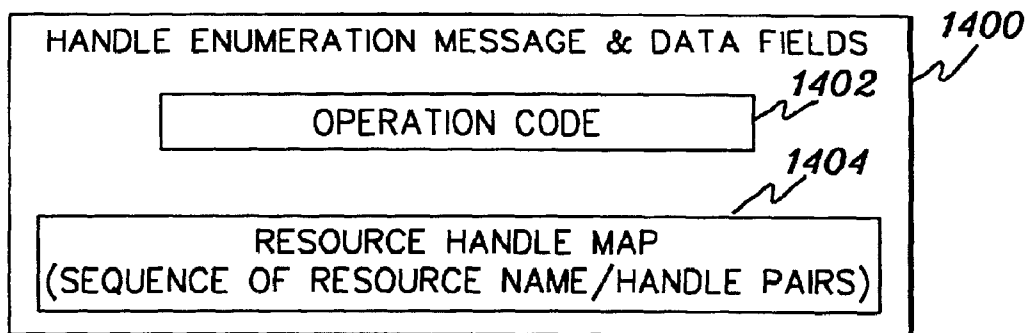 HANDLE ENUMERATION MESSAGE & DATA FIELDS
1400
1402
OPERATION CODE
1404
RESOURCE HANDLE MAP
(SEQUENCE OF RESOURCE NAME/HANDLE PAIRS)